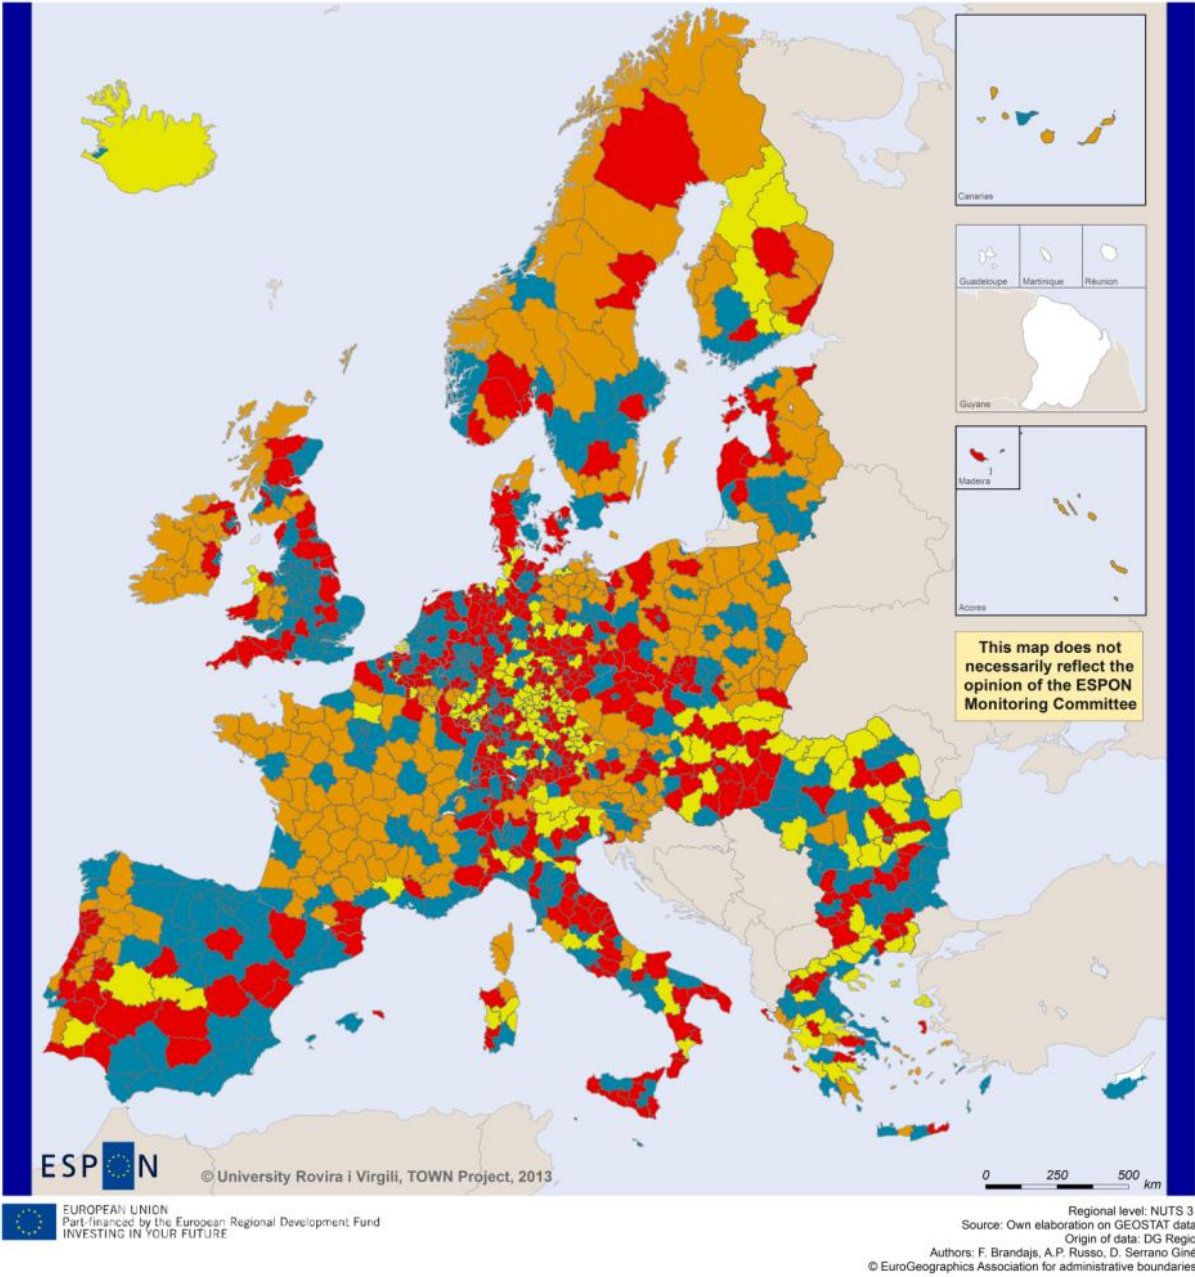 Canarias
Guadeloupe
Martinique
Réunion
Guyane
Madeira
Acores
This map does not
necessarily reflect the
opinion of the ESPON
Monitoring Committee
ESPON
© University Rovira i Virgili, TOWN Project, 2013
0 250 500
km
EUROPEAN UNION
Part-financed by the European Regional Development Fund
INVESTING IN YOUR FUTURE
Regional level: NUTS 3
Source: Own elaboration on GEOSTAT data
Origin of data: DG Regio
Authors: F. Brandajs, A.P. Russo, D. Serrano Giné
© EuroGeographics Association for administrative boundaries